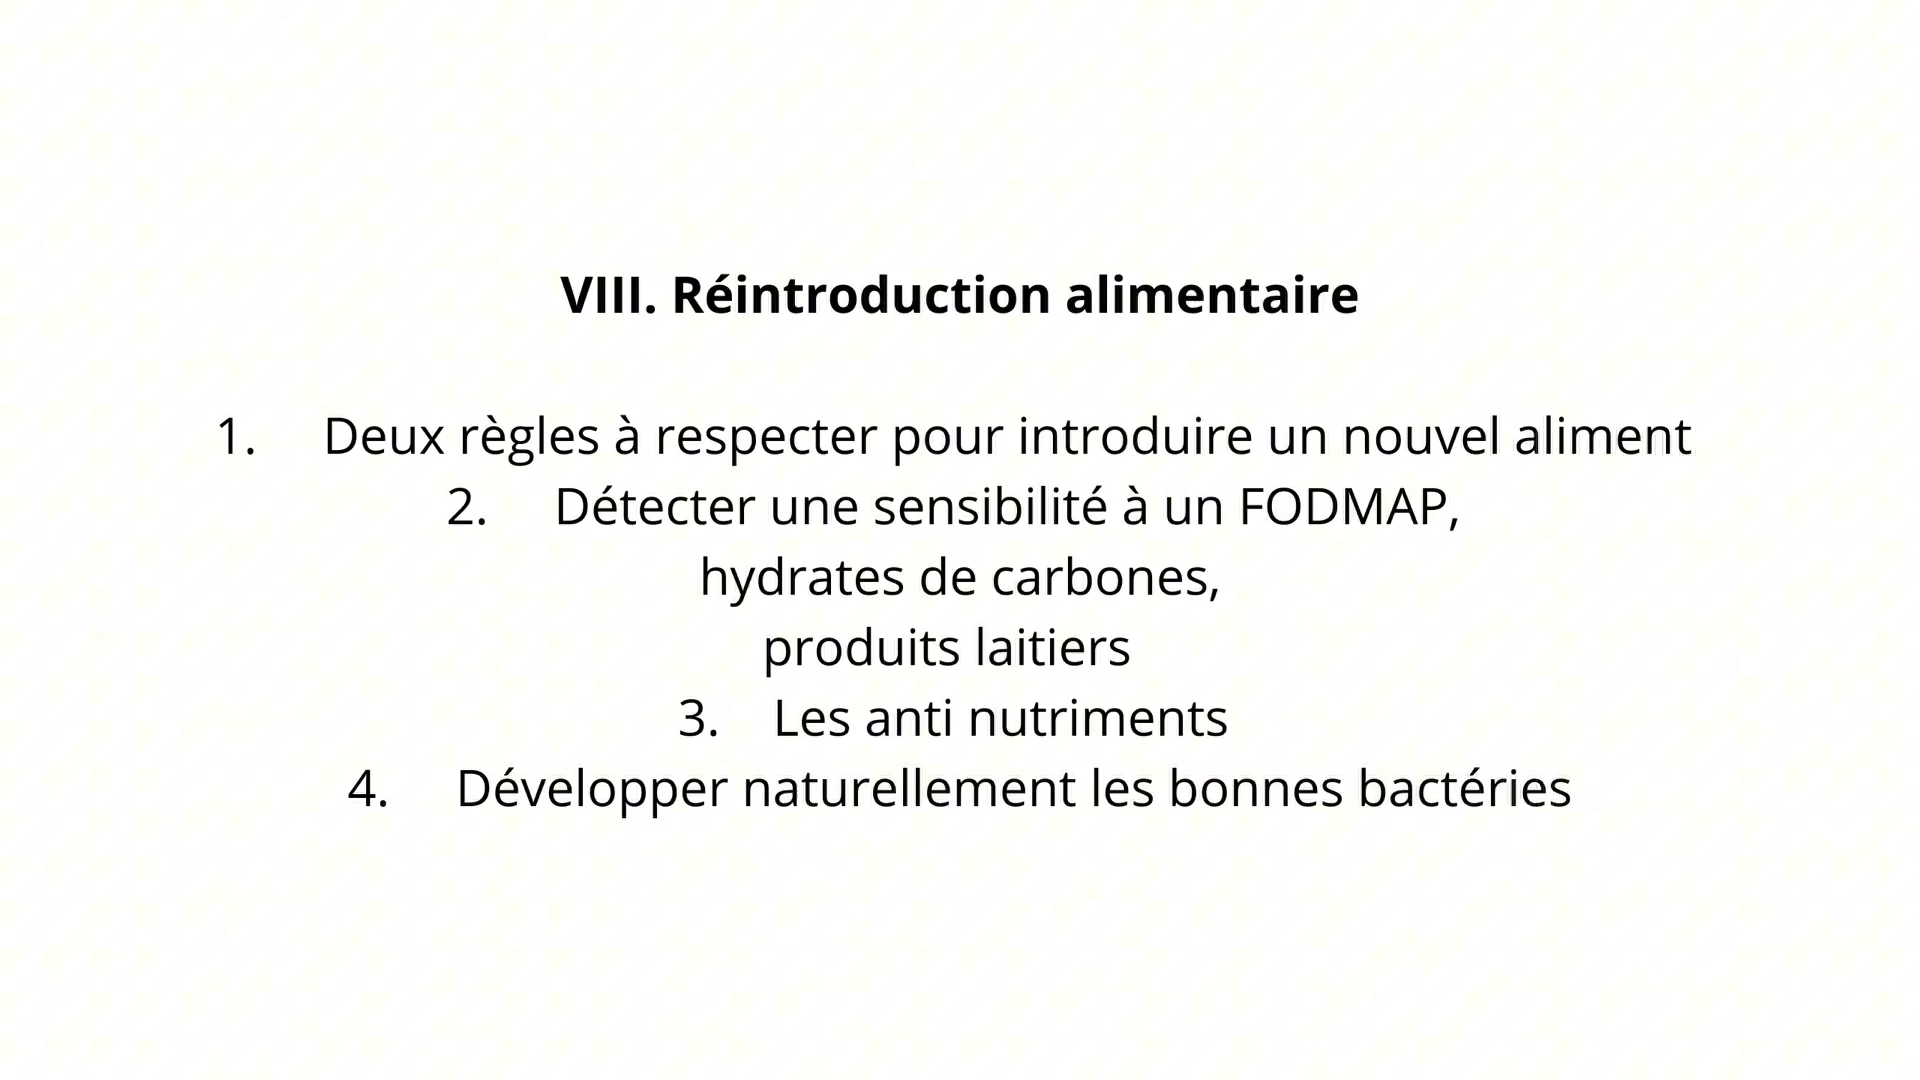 VIII. Réintroduction alimentaire
1. Deux règles à respecter pour introduire un nouvel aliment
2. Détecter une sensibilité à un FODMAP,
hydrates de carbones,
produits laitiers
3. Les anti nutriments
4. Développer naturellement les bonnes bactéries